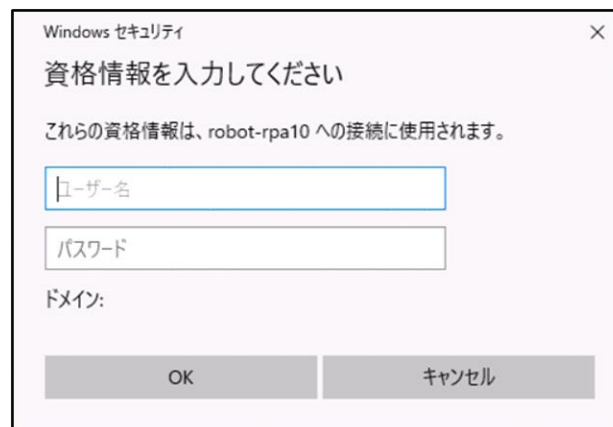 Windows セキュリティ
資格情報を入力してください
これらの資格情報は、robot-rpa10 への接続に使用されます。
ユーザー名
パスワード
ドメイン:
OK
キャンセル